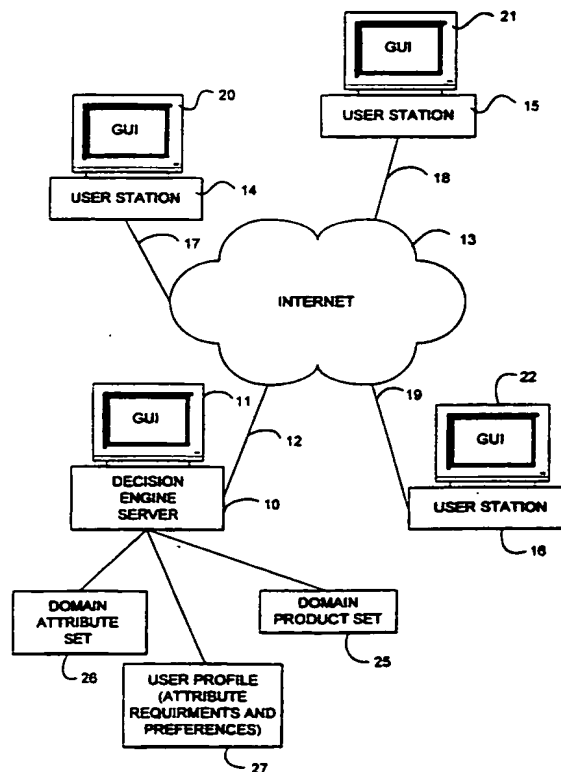 21
GUI
20
USER STATION
15
GUI
USER STATION
14
18
17
13
INTERNET
11
GUI
12
19
22
GUI
DECISION
ENGINE
SERVER
10
USER STATION
16
DOMAIN
ATTRIBUTE
SET
26
DOMAIN
PRODUCT SET
25
USER PROFILE
(ATTRIBUTE
REQUIRMENTS AND
PREFERENCES)
27